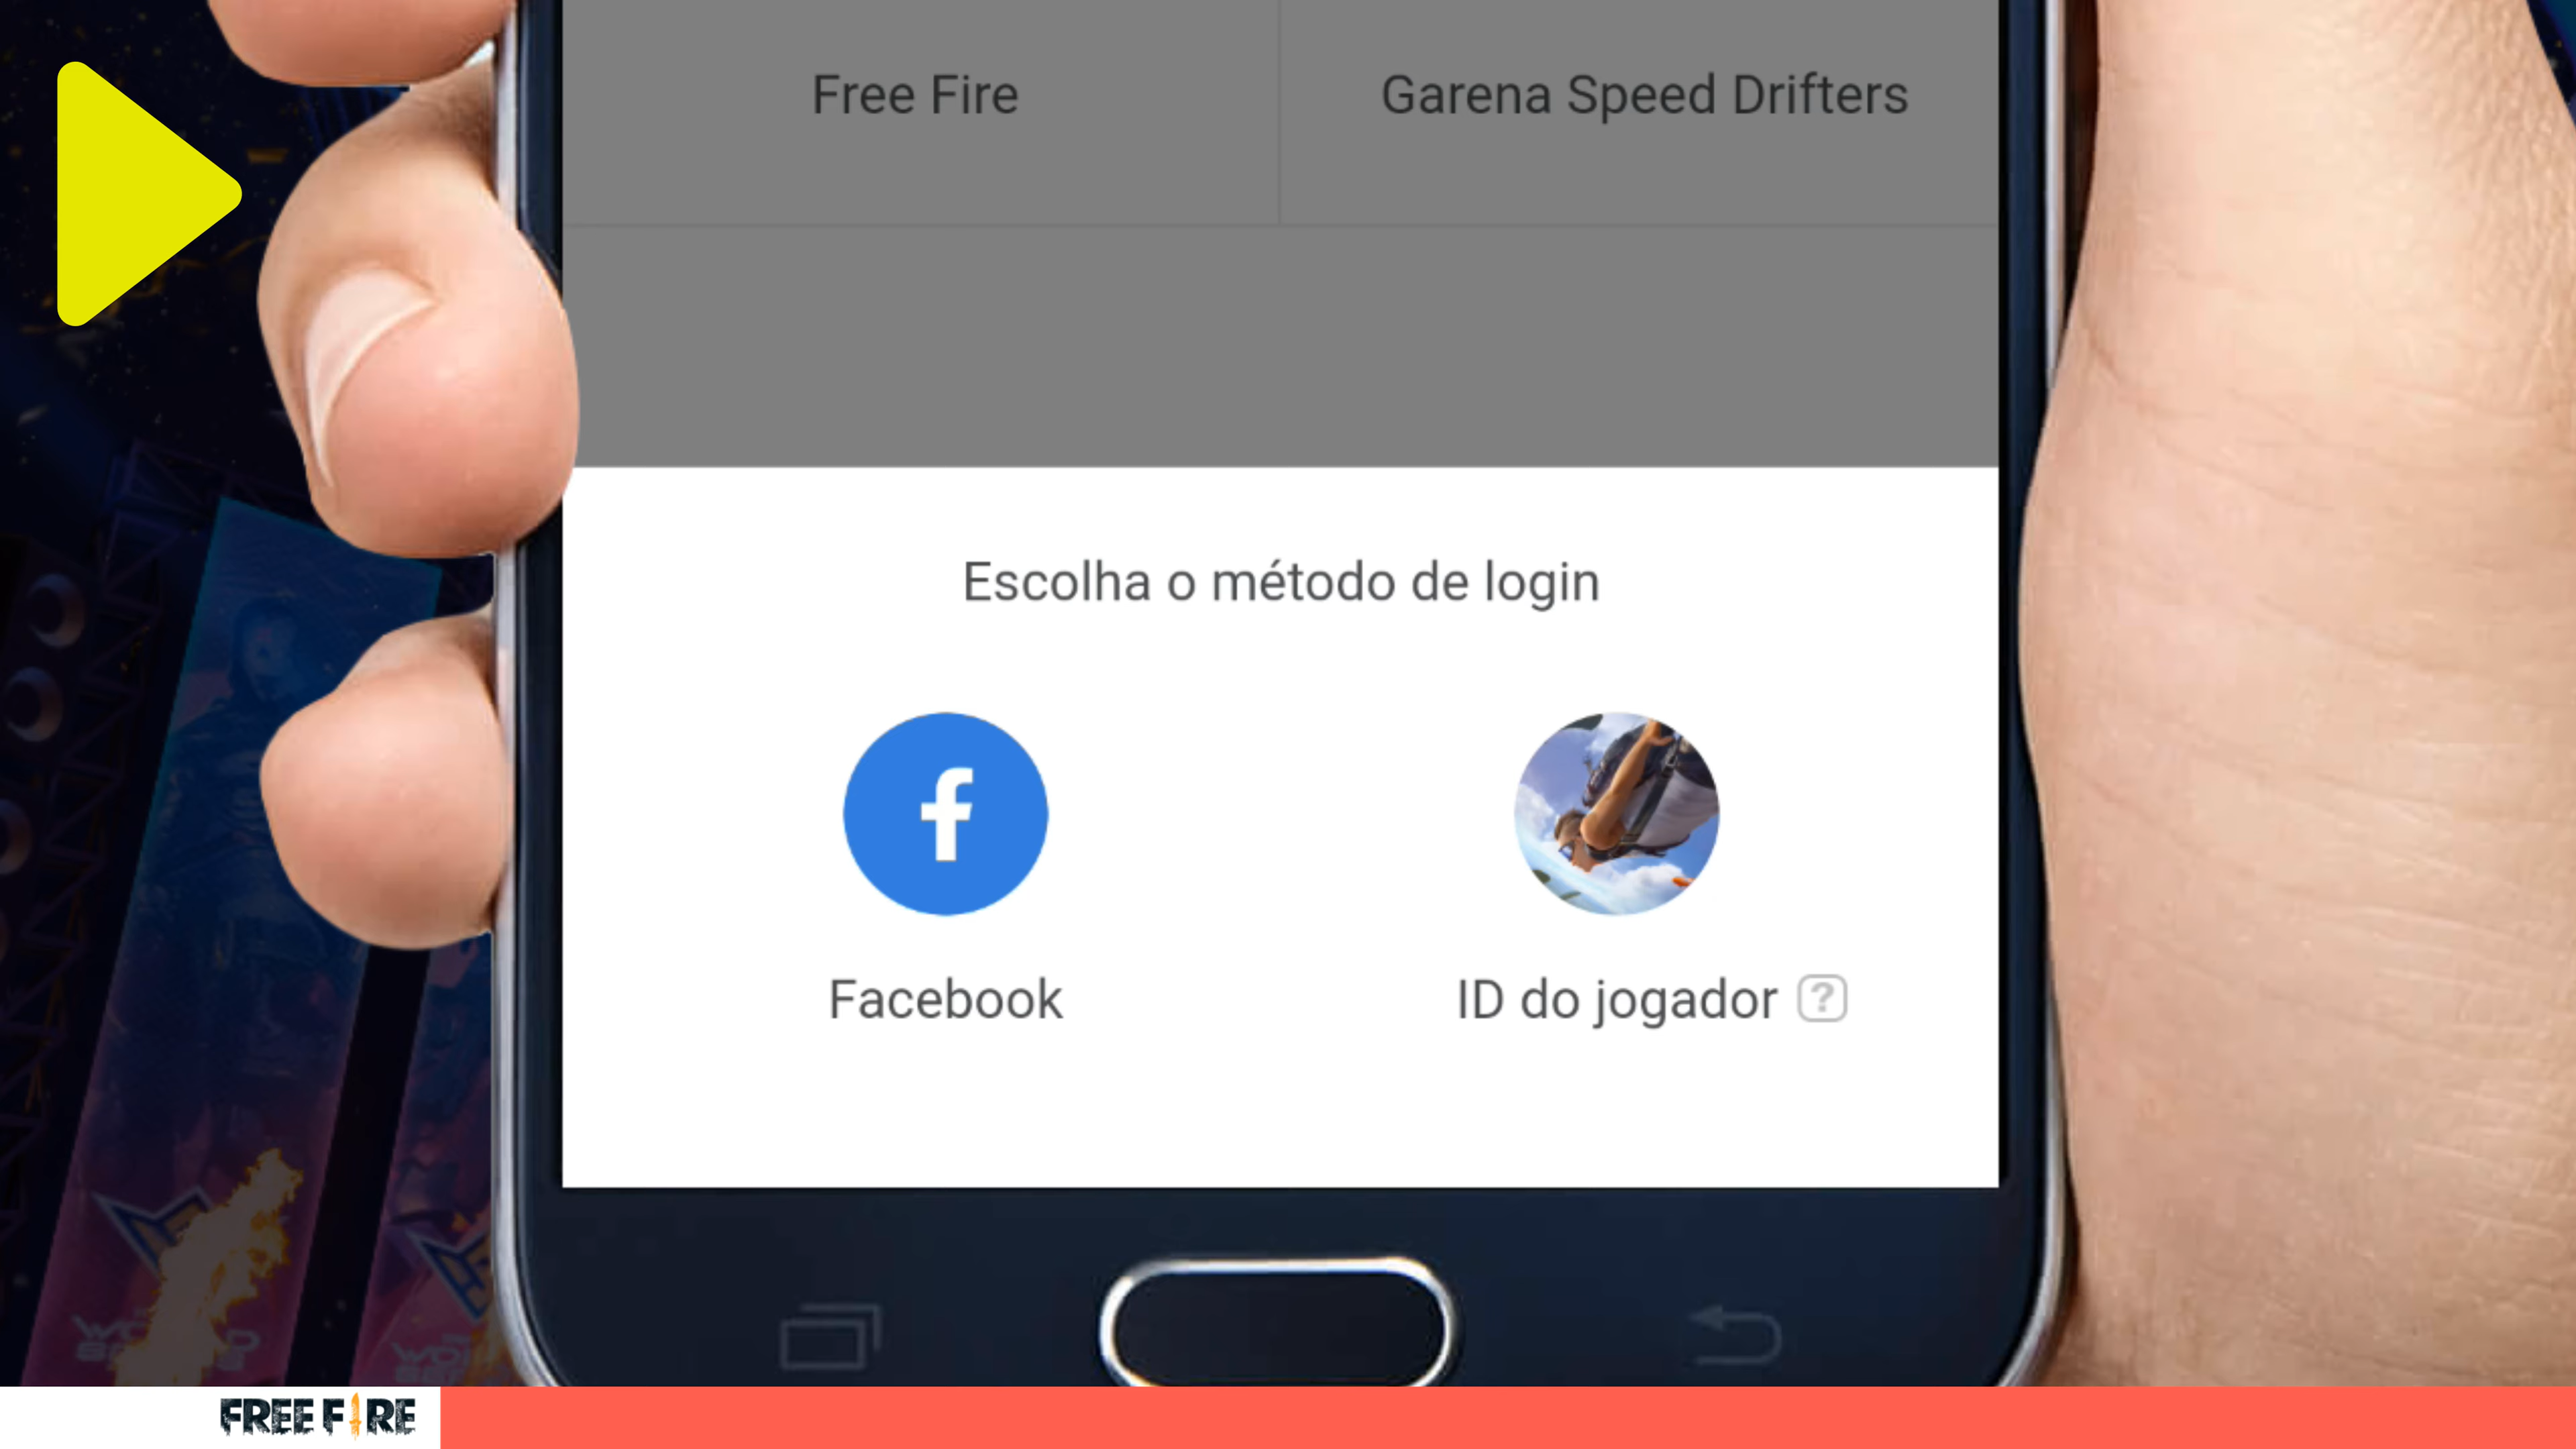 Free Fire
Garena Speed Drifters
Escolha o método de login
Facebook
ID do jogador ?
FREE FIRE